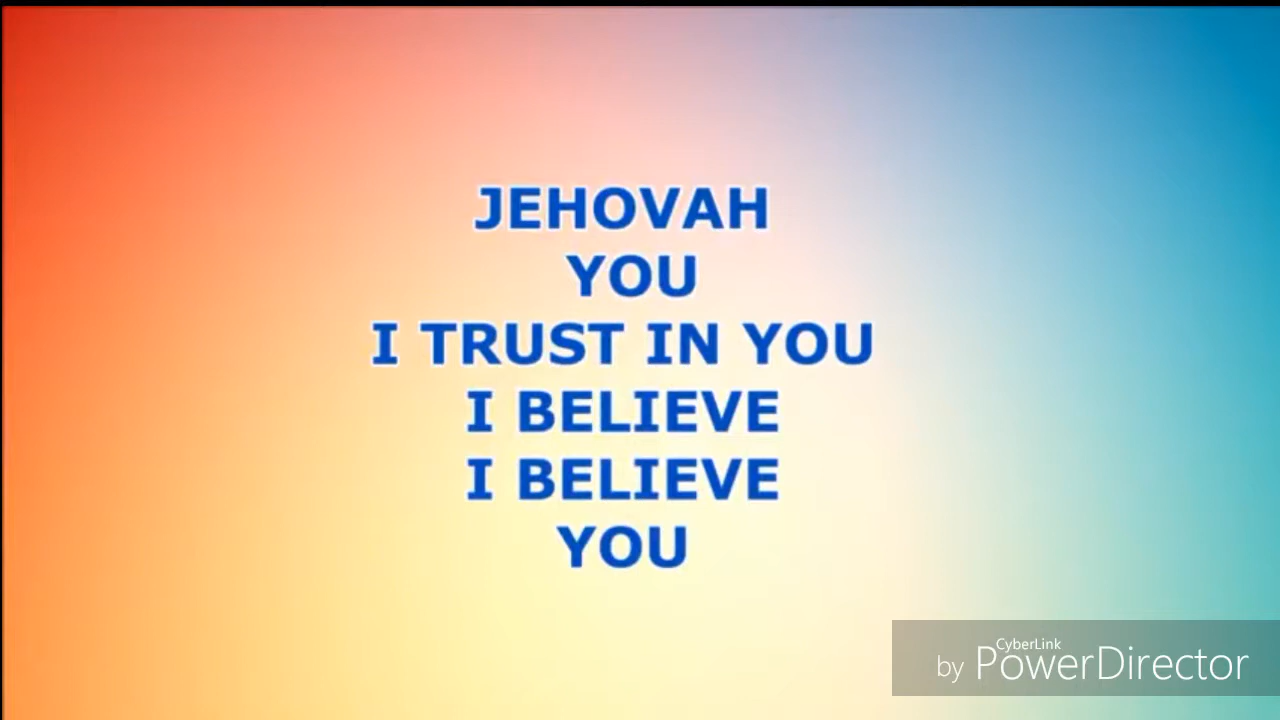 JEHOVAH
YOU
I TRUST IN YOU
I BELIEVE
I BELIEVE
YOU
CyberLink
by PowerDirector